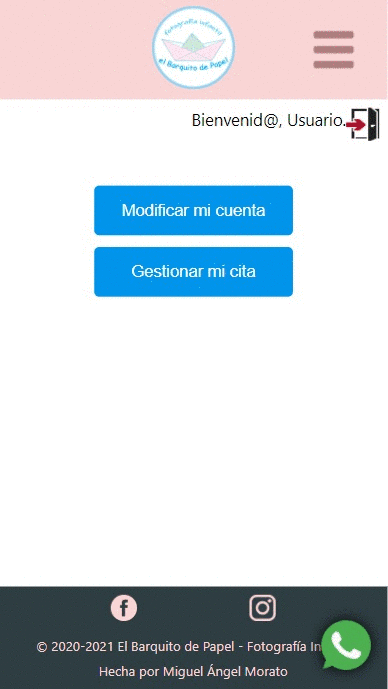 Fotografía Infantil
el Barquito de Papel
Bienvenid@, Usuario.
Modificar mi cuenta
Gestionar mi cita
© 2020-2021 El Barquito de Papel - Fotografía In
Hecha por Miguel Ángel Morato